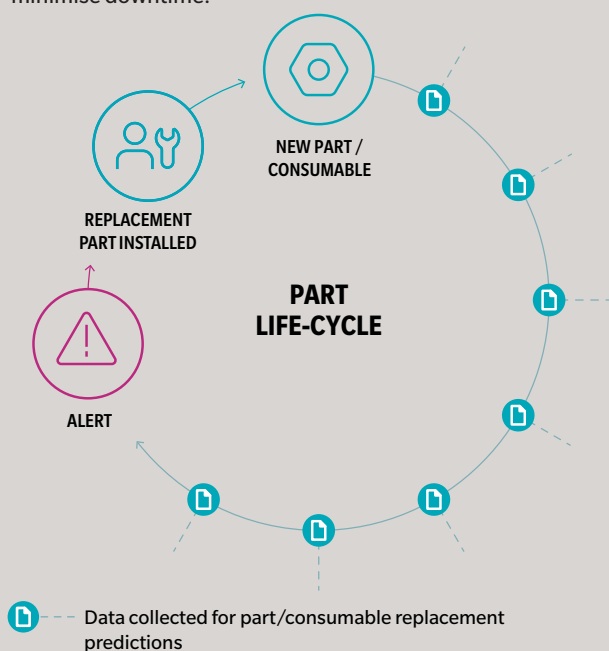 minimise downtime.
NEW PART /
CONSUMABLE
REPLACEMENT
PART INSTALLED
PART
LIFE-CYCLE
ALERT
Data collected for part/consumable replacement
predictions